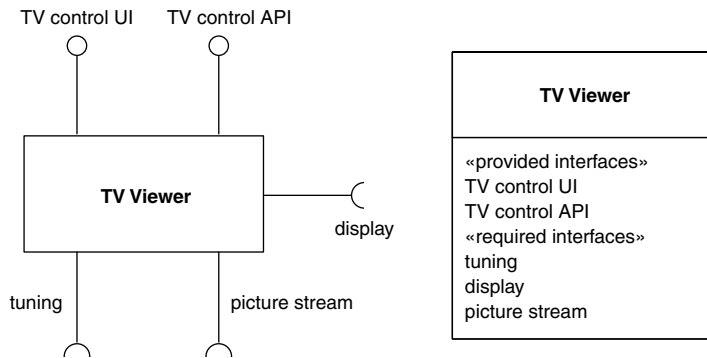 TV control UI
TV control API
TV Viewer
display
tuning
picture stream
TV Viewer
«provided interfaces»
TV control UI
TV control API
«required interfaces»
tuning
display
picture stream